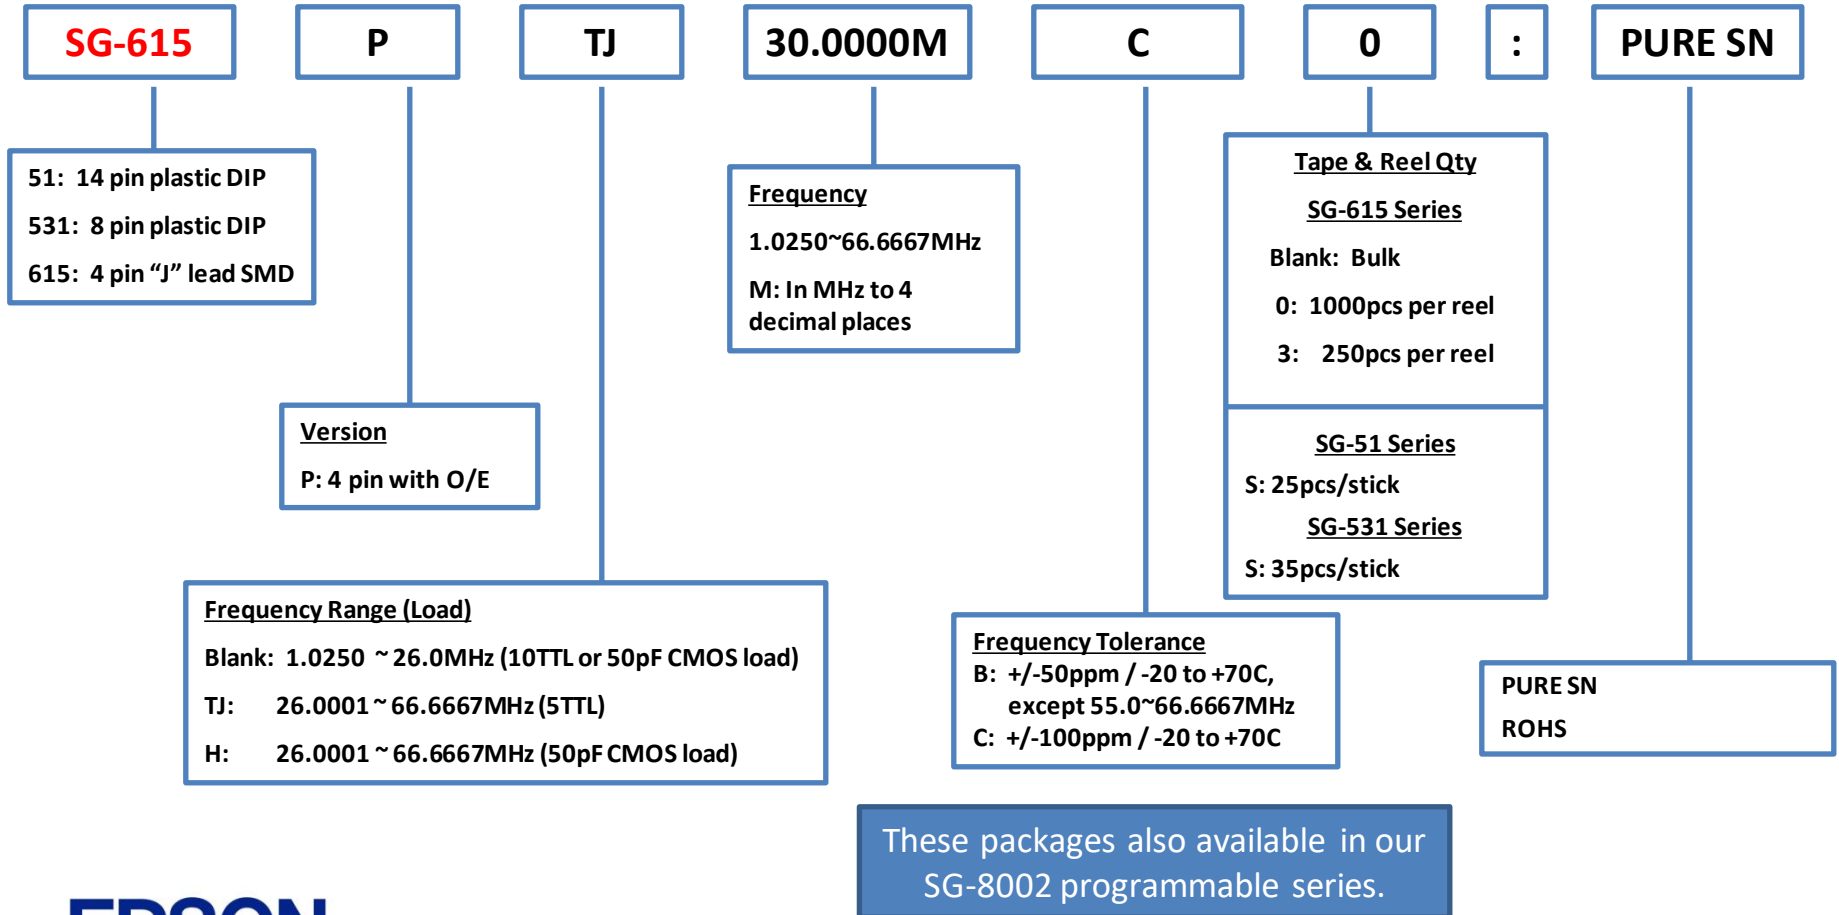 SG-615 P TJ 30.0000M C 0 : PURE SN
51: 14 pin plastic DIP
531: 8 pin plastic DIP
615: 4 pin “J” lead SMD
Version
P: 4 pin with O/E
Frequency Range (Load)
Blank: 1.0250 ~ 26.0MHz (10TTL or 50pF CMOS load)
TJ: 26.0001 ~ 66.6667MHz (5TTL)
H: 26.0001 ~ 66.6667MHz (50pF CMOS load)
Frequency
1.0250~66.6667MHz
M: In MHz to 4
decimal places
Frequency Tolerance
B: +/-50ppm / -20 to +70C,
except 55.0~66.6667MHz
C: +/-100ppm / -20 to +70C
Tape & Reel Qty
SG-615 Series
Blank: Bulk
0: 1000pcs per reel
3: 250pcs per reel
SG-51 Series
S: 25pcs/stick
SG-531 Series
S: 35pcs/stick
PURE SN
ROHS
These packages also available in our
SG-8002 programmable series.
EPSON